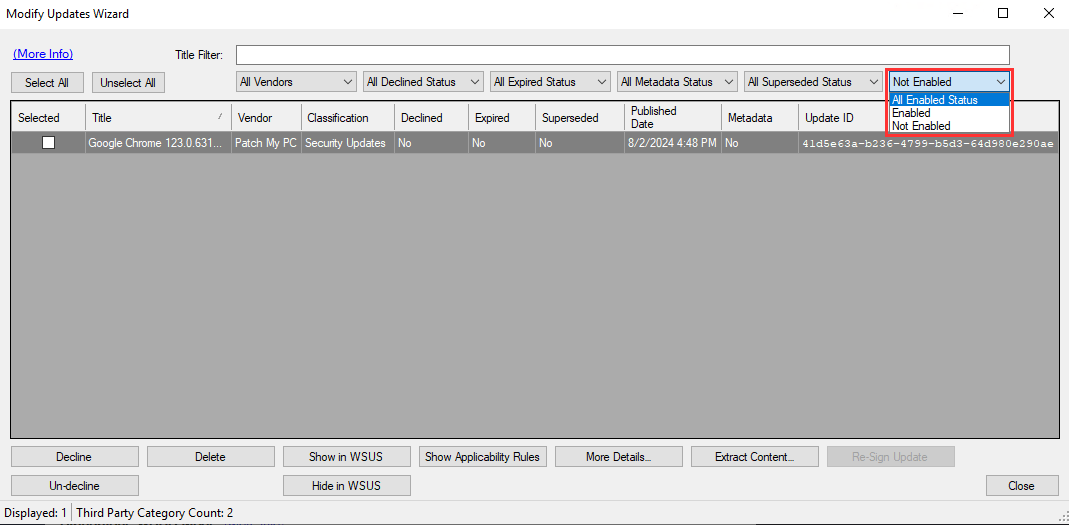 Modify Updates Wizard
(More Info)
Title Filter:
Select All
Unselect All
All Vendors
All Declined Status
All Expired Status
All Metadata Status
All Superseded Status
Not Enabled
All Enabled Status
Enabled
Not Enabled
Selected
Title
Vendor
Classification
Declined
Expired
Superseded
Published
Date
Metadata
Update ID
Google Chrome 123.0.631...
Patch My PC
Security Updates
No
No
No
8/2/2024 4:48 PM
No
41d5e63a-b236-4799-b5d3-64d980e290ae
Decline
Delete
Show in WSUS
Show Applicability Rules
More Details...
Extract Content...
Re-Sign Update
Un-decline
Hide in WSUS
Close
Displayed: 1
Third Party Category Count: 2